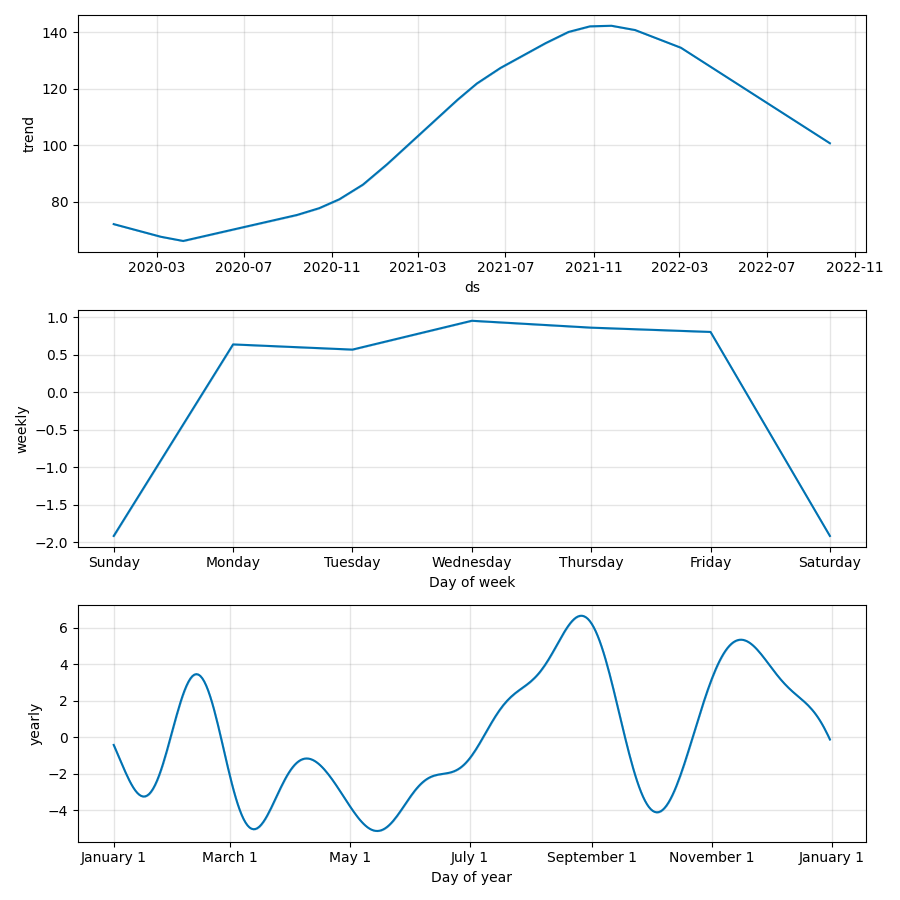 140
120
100
80
trend
2020-03 2020-07 2020-11 2021-03 2021-07 2021-11 2022-03 2022-07 2022-11
ds
1.0
0.5
0.0
−0.5
−1.0
−1.5
−2.0
weekly
Sunday Monday Tuesday Wednesday Thursday Friday Saturday
Day of week
6
4
2
0
−2
−4
yearly
January 1 March 1 May 1 July 1 September 1 November 1 January 1
Day of year